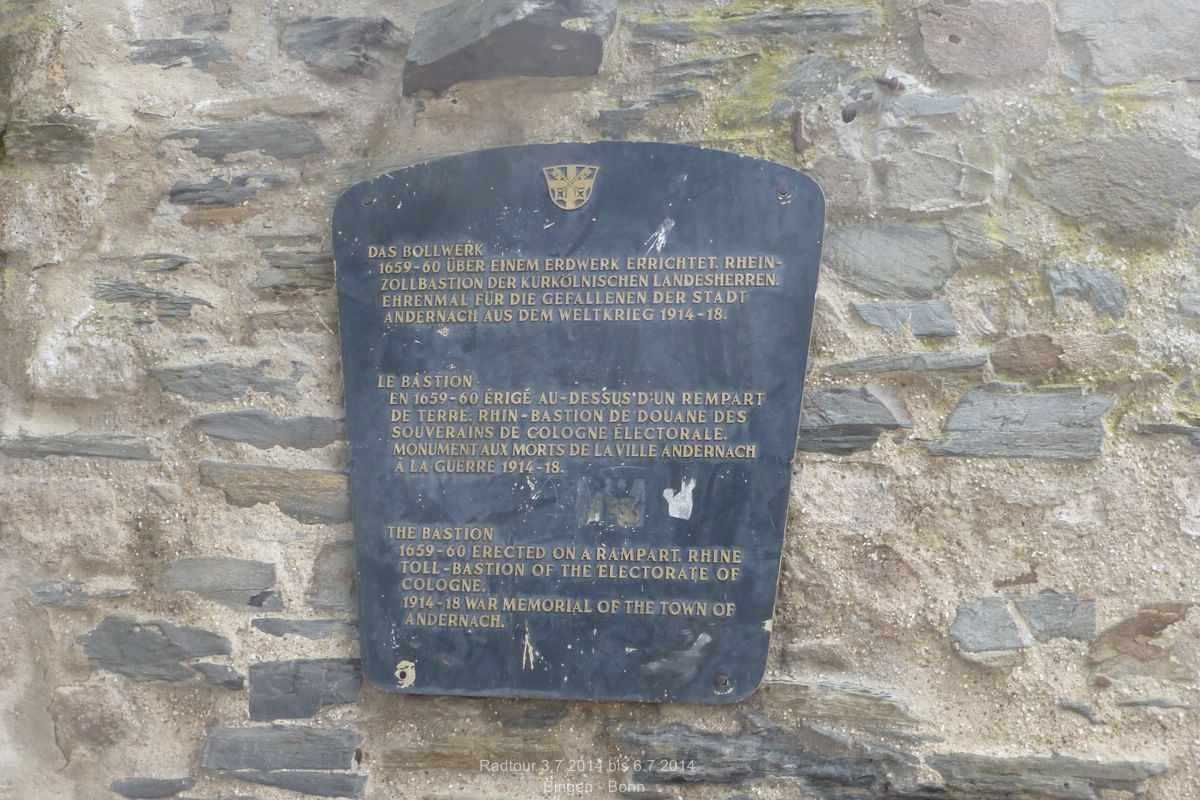 DAS BOLLWERK
1659-60 ÜBER EINEM ERDWERK ERRICHTET. RHEIN-
ZOLLBASTION DER KURKÖLNISCHEN LANDESHERREN.
EHRENMAL FÜR DIE GEFALLENEN DER STADT
ANDERNACH AUS DEM WELTKRIEG 1914-18.
LE BASTION
EN 1659-60 ÉRIGÉ AU-DESSUS D'UN REMPART
DE TERRE. RHIN-BASTION DE DOUANE DES
SOUVERAINS DE COLOGNE ÉLECTORALE.
MONUMENT AUX MORTS DE LA VILLE ANDERNACH
À LA GUERRE 1914-18.
THE BASTION
1659-60 ERECTED ON A RAMPART. RHINE
TOLL-BASTION OF THE ELECTORATE OF
COLOGNE.
1914-18 WAR MEMORIAL OF THE TOWN OF
ANDERNACH.
Radtour 3.7.2014 bis 6.7.2014
Bingen - Bonn